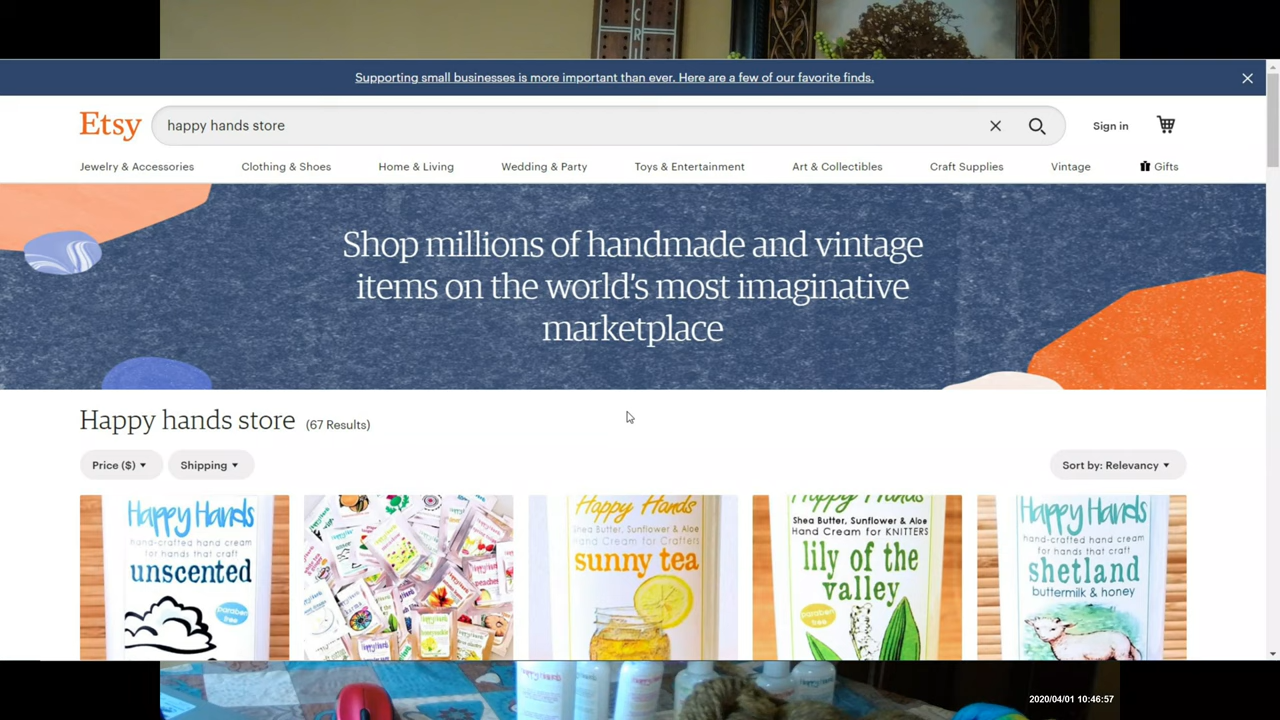 CRI
Supporting small businesses is more important than ever. Here are a few of our favorite finds.
Etsy
happy hands store
Sign in
Jewelry & Accessories
Clothing & Shoes
Home & Living
Wedding & Party
Toys & Entertainment
Art & Collectibles
Craft Supplies
Vintage
Gifts
Shop millions of handmade and vintage
items on the world's most imaginative
marketplace
Happy hands store (67 Results)
Price ($)
Shipping
Sort by: Relevancy
Happy Hands
hand-crafted hand cream
for hands that craft
unscented
paraben
free
Happy Hands
Shea Butter, Sunflower & Aloe
Hand Cream for Crafters
sunny tea
Happy Hands
Shea Butter, Sunflower & Aloe
Hand Cream for KNITTERS
lily of the
valley
paraben
free
Happy Hands
hand-crafted hand cream
for hands that craft
shetland
buttermilk & honey
2020/04/01 10:46:57